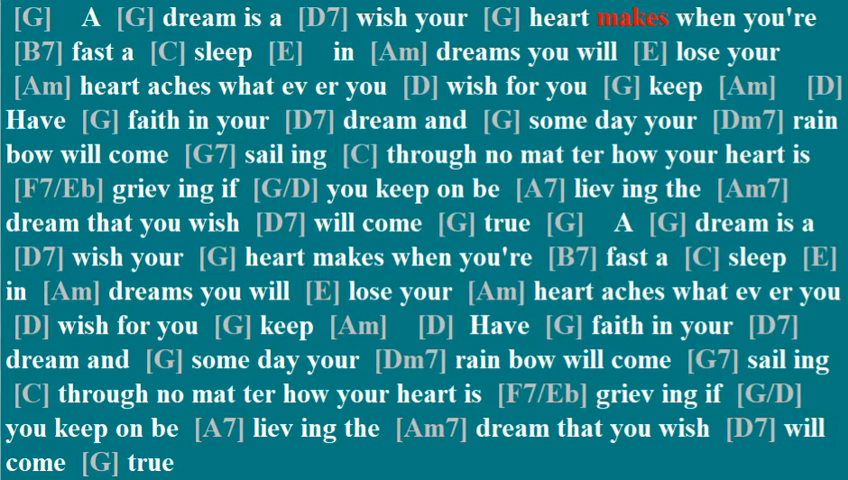 [G] A [G] dream is a [D7] wish your [G] heart makes when you're
[B7] fast a [C] sleep [E] in [Am] dreams you will [E] lose your
[Am] heart aches what ev er you [D] wish for you [G] keep [Am] [D]
Have [G] faith in your [D7] dream and [G] some day your [Dm7] rain
bow will come [G7] sail ing [C] through no mat ter how your heart is
[F7/Eb] griev ing if [G/D] you keep on be [A7] liev ing the [Am7]
dream that you wish [D7] will come [G] true [G] A [G] dream is a
[D7] wish your [G] heart makes when you're [B7] fast a [C] sleep [E]
in [Am] dreams you will [E] lose your [Am] heart aches what ev er you
[D] wish for you [G] keep [Am] [D] Have [G] faith in your [D7]
dream and [G] some day your [Dm7] rain bow will come [G7] sail ing
[C] through no mat ter how your heart is [F7/Eb] griev ing if [G/D]
you keep on be [A7] liev ing the [Am7] dream that you wish [D7] will
come [G] true